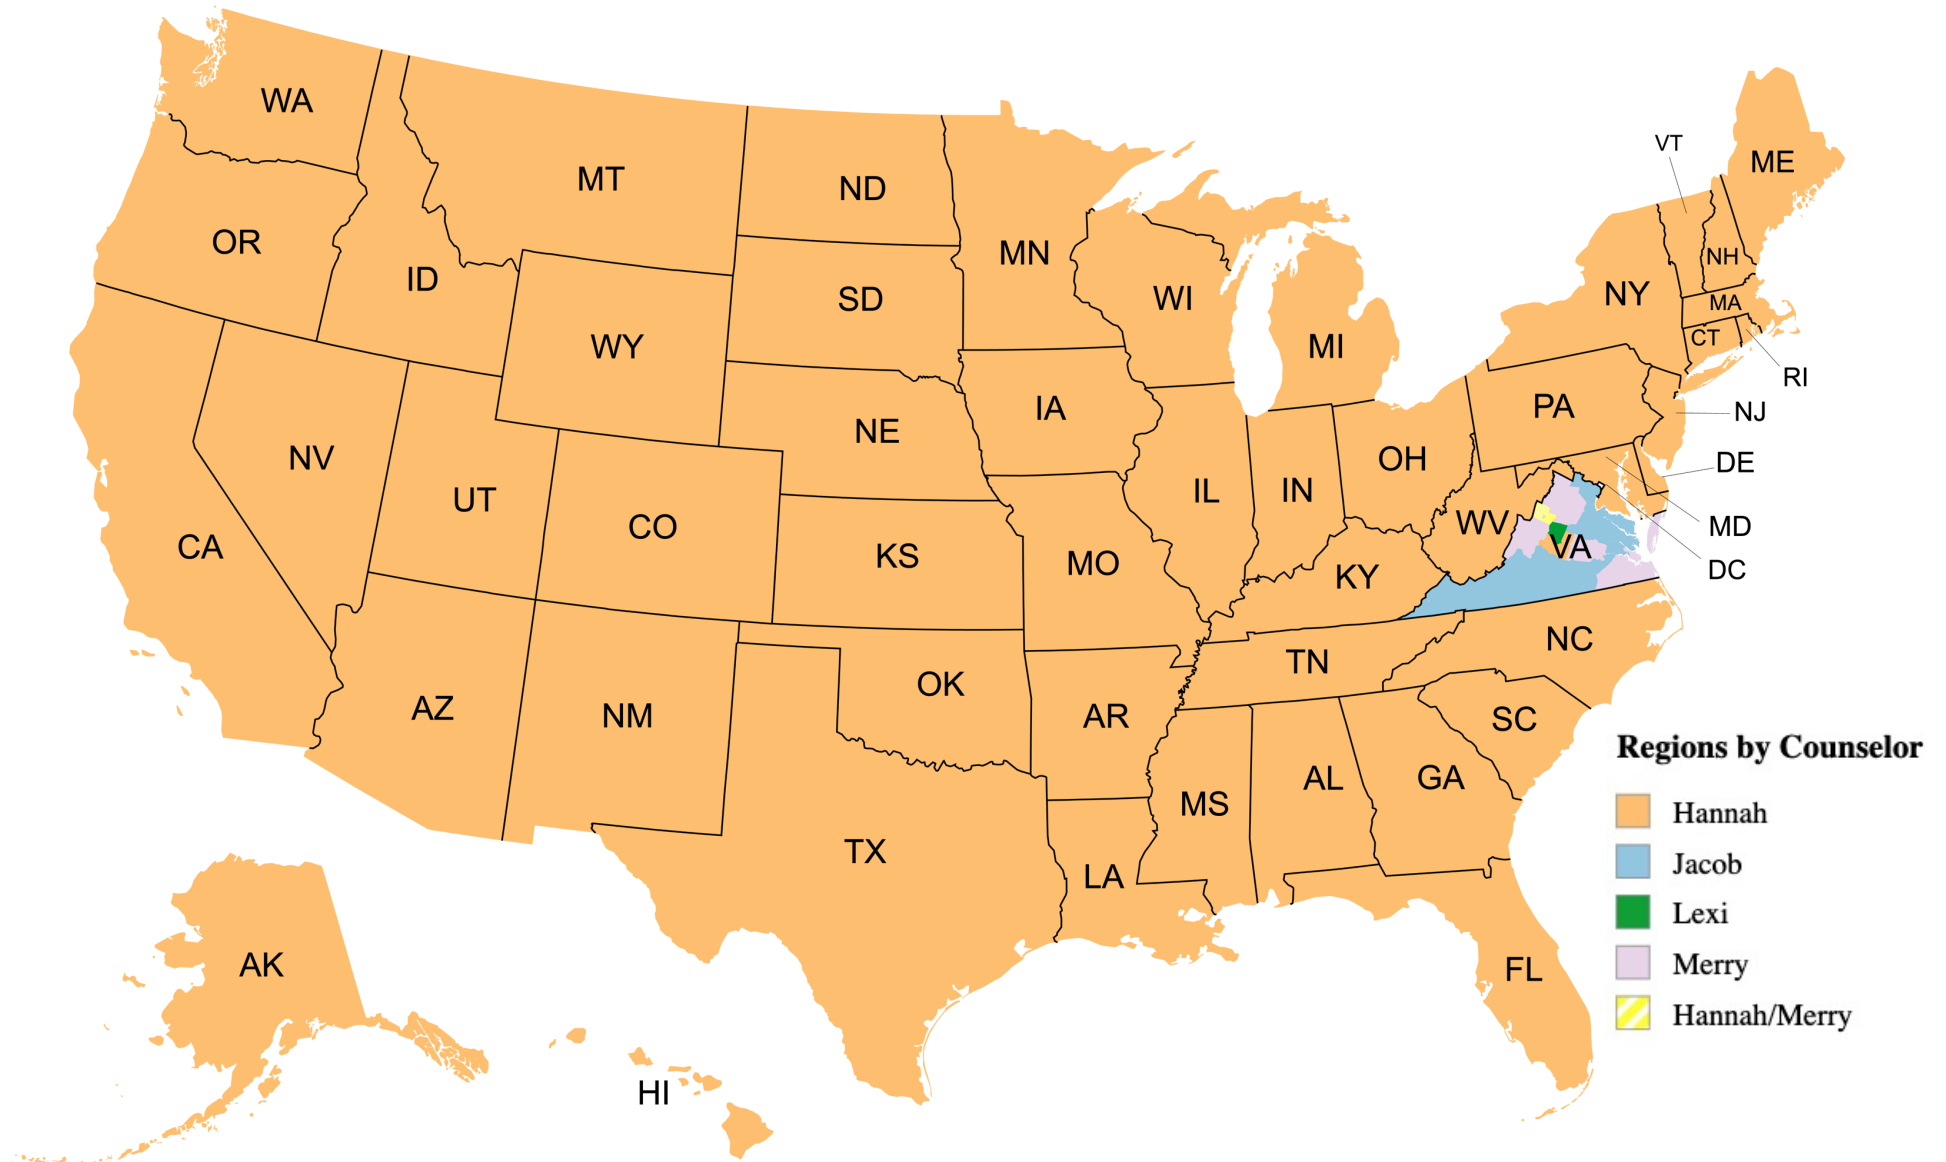 WA
MT
ND
MN
VT
ME
OR
ID
SD
WI
NY
NH
MA
WY
MI
CT
RI
IA
PA
NJ
NE
NV
UT
CO
IL
IN
OH
DE
CA
KS
MO
WV
VA
MD
DC
KY
NC
TN
OK
AZ
NM
AR
SC
MS
AL
GA
TX
LA
FL
AK
HI
Regions by Counselor
Hannah
Jacob
Lexi
Merry
Hannah/Merry